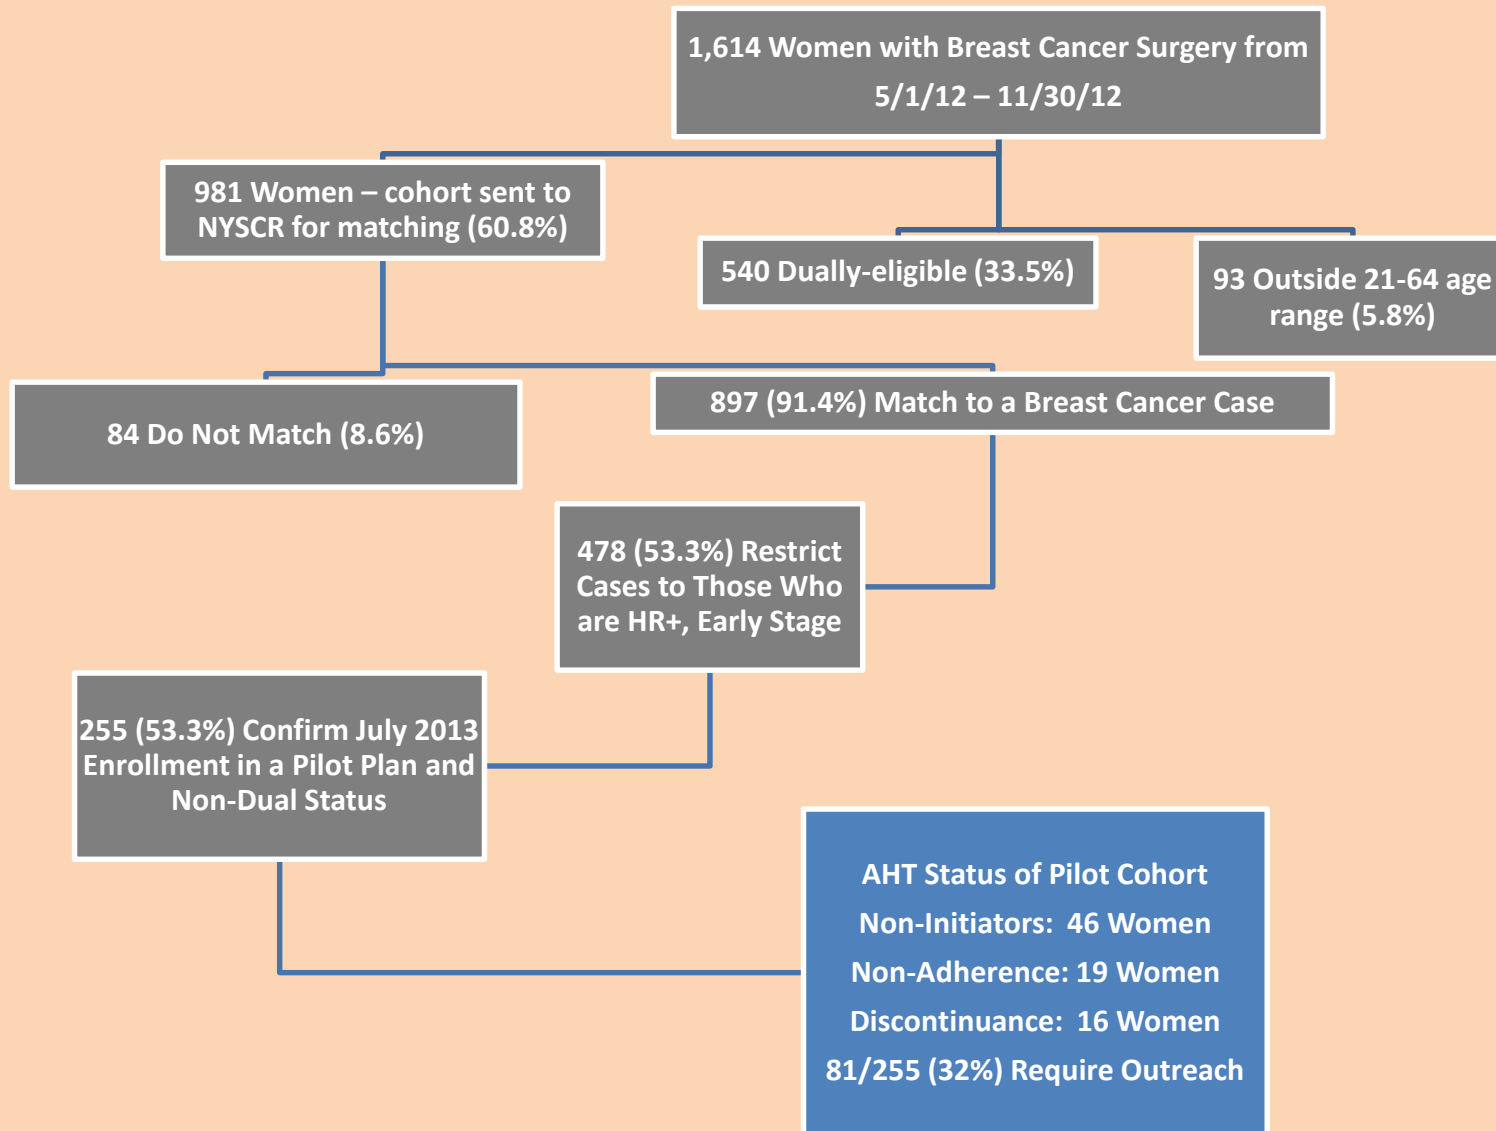 1,614 Women with Breast Cancer Surgery from
5/1/12 – 11/30/12
981 Women – cohort sent to
NYSCR for matching (60.8%)
540 Dually-eligible (33.5%)
93 Outside 21-64 age
range (5.8%)
84 Do Not Match (8.6%)
897 (91.4%) Match to a Breast Cancer Case
478 (53.3%) Restrict
Cases to Those Who
are HR+, Early Stage
255 (53.3%) Confirm July 2013
Enrollment in a Pilot Plan and
Non-Dual Status
AHT Status of Pilot Cohort
Non-Initiators: 46 Women
Non-Adherence: 19 Women
Discontinuance: 16 Women
81/255 (32%) Require Outreach